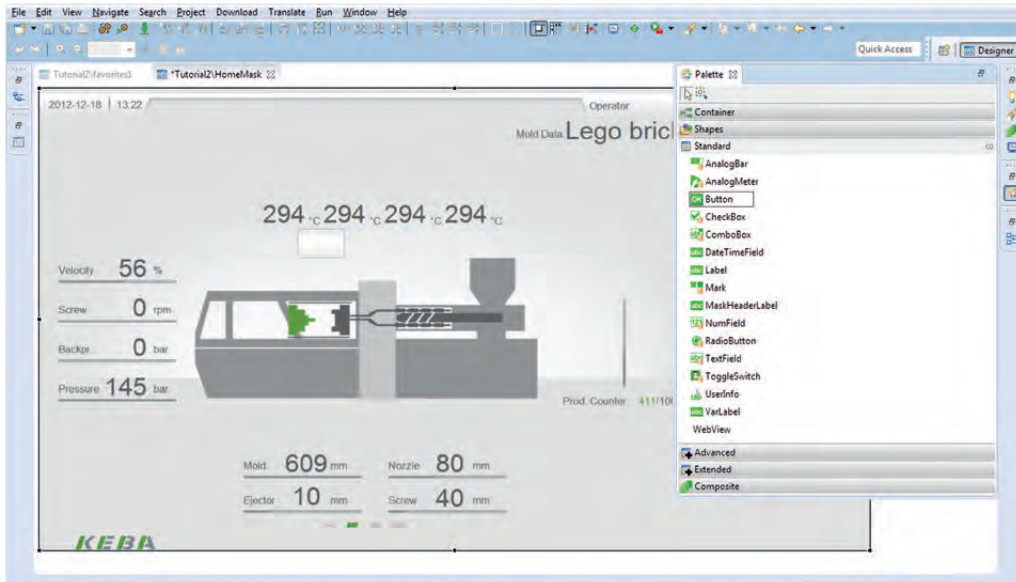 File Edit View Navigate Search Project Download Translate Run Window Help
Quick Access Designer
Tutorial2\favorites1 *Tutorial2\HomeMask
Palette
2012-12-18 13:22 Operator
Mold Data Lego bric
Container
Shapes
Standard
AnalogBar
AnalogMeter
Button
CheckBox
ComboBox
DateTimeField
Label
Mark
MaskHeaderLabel
NumField
RadioButton
TextField
ToggleSwitch
UserInfo
VarLabel
WebView
Advanced
Extended
Composite
294 °C 294 °C 294 °C 294 °C
Velocity 56 %
Screw 0 rpm
Backpr. 0 bar
Pressure 145 bar
Prod. Counter 411/100
Mold 609 mm Nozzle 80 mm
Ejector 10 mm Screw 40 mm
KEBA